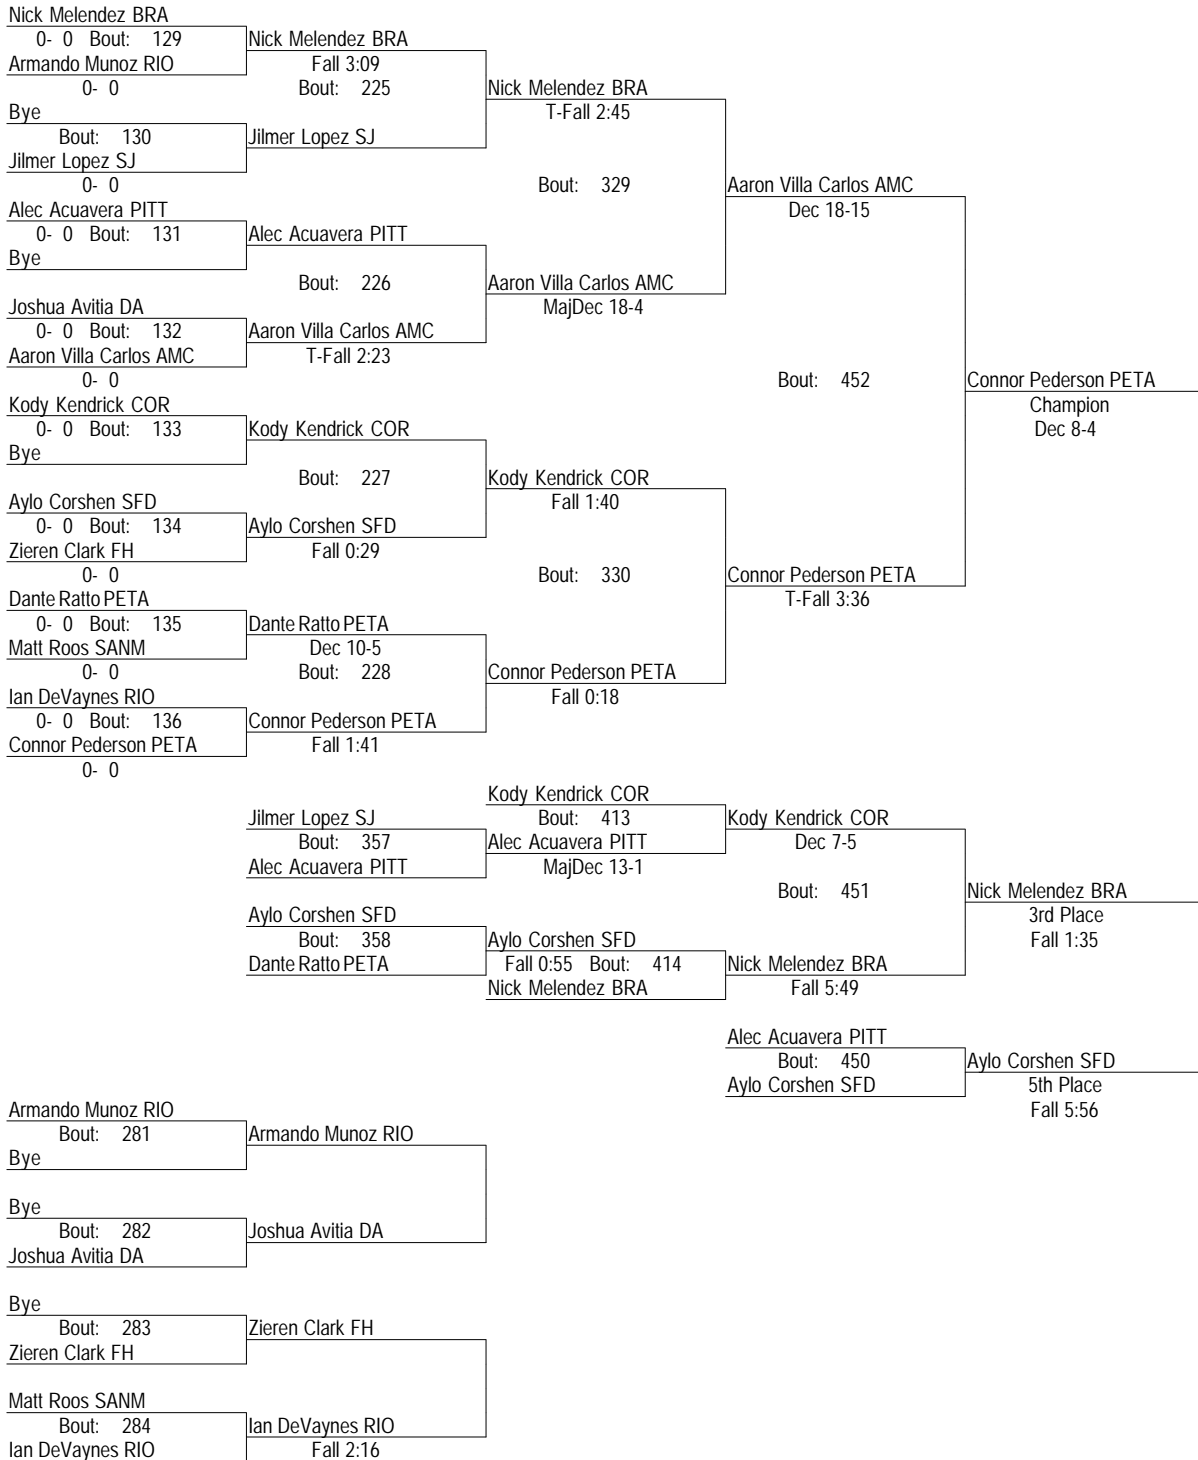 Nick Melendez BRA
0- 0 Bout: 129 Nick Melendez BRA
Armando Munoz RIO Fall 3:09
0- 0 Bout: 225 Nick Melendez BRA
Bye T-Fall 2:45
Bout: 130 Jilmer Lopez SJ
Jilmer Lopez SJ
0- 0 Bout: 329 Aaron Villa Carlos AMC
Alec Acuavera PITT Dec 18-15
0- 0 Bout: 131 Alec Acuavera PITT
Bye
Bout: 226 Aaron Villa Carlos AMC
Joshua Avitia DA MajDec 18-4
0- 0 Bout: 132 Aaron Villa Carlos AMC
Aaron Villa Carlos AMC T-Fall 2:23
0- 0 Bout: 452 Connor Pederson PETA
Kody Kendrick COR Champion
0- 0 Bout: 133 Kody Kendrick COR Dec 8-4
Bye
Bout: 227 Kody Kendrick COR
Aylo Corshen SFD Fall 1:40
0- 0 Bout: 134 Aylo Corshen SFD
Zieren Clark FH Fall 0:29
0- 0 Bout: 330 Connor Pederson PETA
Dante Ratto PETA T-Fall 3:36
0- 0 Bout: 135 Dante Ratto PETA
Matt Roos SANM Dec 10-5
0- 0 Bout: 228 Connor Pederson PETA
Ian DeVaynes RIO Fall 0:18
0- 0 Bout: 136 Connor Pederson PETA
Connor Pederson PETA Fall 1:41
0- 0
Kody Kendrick COR
Jilmer Lopez SJ Bout: 413 Kody Kendrick COR
Bout: 357 Alec Acuavera PITT Dec 7-5
Alec Acuavera PITT MajDec 13-1
Bout: 451 Nick Melendez BRA
Aylo Corshen SFD 3rd Place
Bout: 358 Aylo Corshen SFD Fall 1:35
Dante Ratto PETA Fall 0:55 Bout: 414 Nick Melendez BRA
Nick Melendez BRA Fall 5:49
Alec Acuavera PITT
Bout: 450 Aylo Corshen SFD
Aylo Corshen SFD 5th Place
Armando Munoz RIO Fall 5:56
Bout: 281 Armando Munoz RIO
Bye
Bye
Bout: 282 Joshua Avitia DA
Joshua Avitia DA
Bye
Bout: 283 Zieren Clark FH
Zieren Clark FH
Matt Roos SANM
Bout: 284 Ian DeVaynes RIO
Ian DeVaynes RIO Fall 2:16